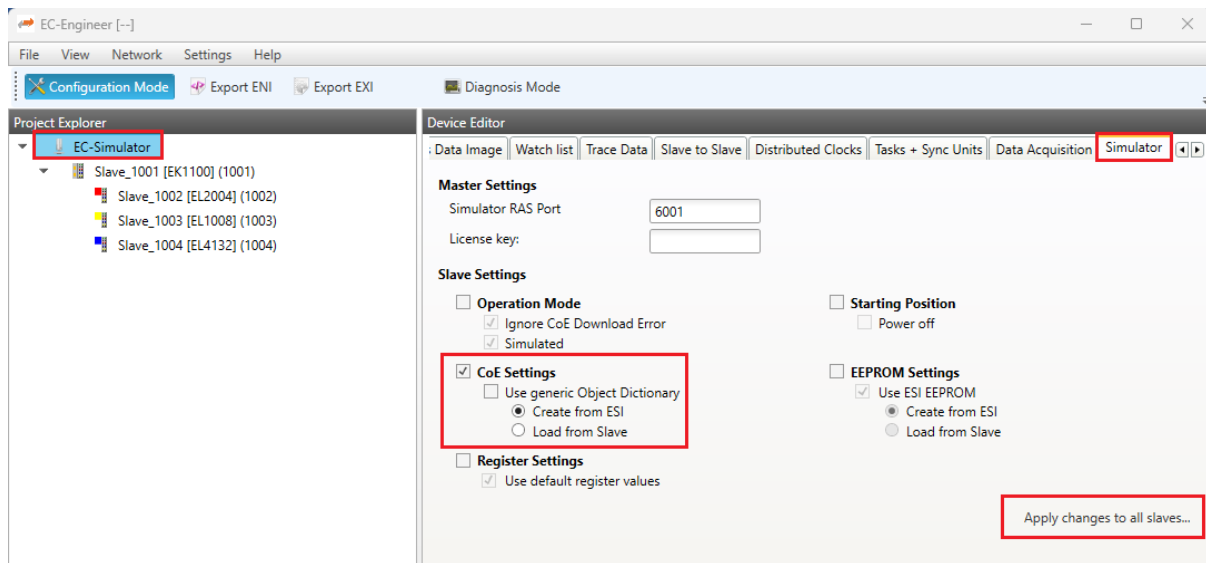 EC-Engineer [--]
File View Network Settings Help
Configuration Mode Export ENI Export EXI Diagnosis Mode
Project Explorer
EC-Simulator
Slave_1001 [EK1100] (1001)
Slave_1002 [EL2004] (1002)
Slave_1003 [EL1008] (1003)
Slave_1004 [EL4132] (1004)
Device Editor
Data Image Watch list Trace Data Slave to Slave Distributed Clocks Tasks + Sync Units Data Acquisition Simulator
Master Settings
Simulator RAS Port 6001
License key:
Slave Settings
Operation Mode
Ignore CoE Download Error
Simulated
Starting Position
Power off
CoE Settings
Use generic Object Dictionary
Create from ESI
Load from Slave
EEPROM Settings
Use ESI EEPROM
Create from ESI
Load from Slave
Register Settings
Use default register values
Apply changes to all slaves...